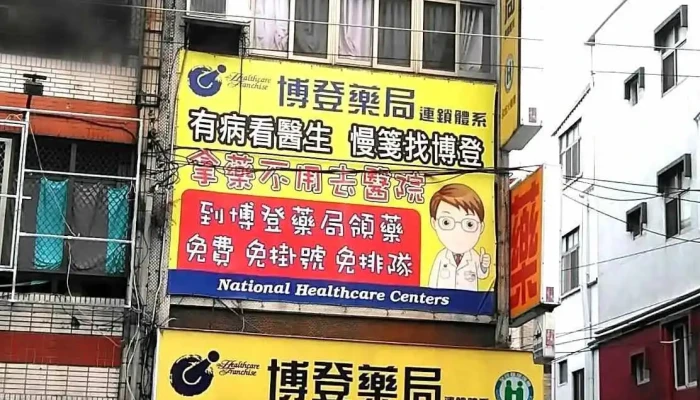 Healthcare
Franchise
博登藥局 連鎖體系
有病看醫生 慢箋找博登
拿藥不用去醫院
到博登藥局領藥
免費 免掛號 免排隊
National Healthcare Centers
藥
Healthcare
Franchise
博登藥局